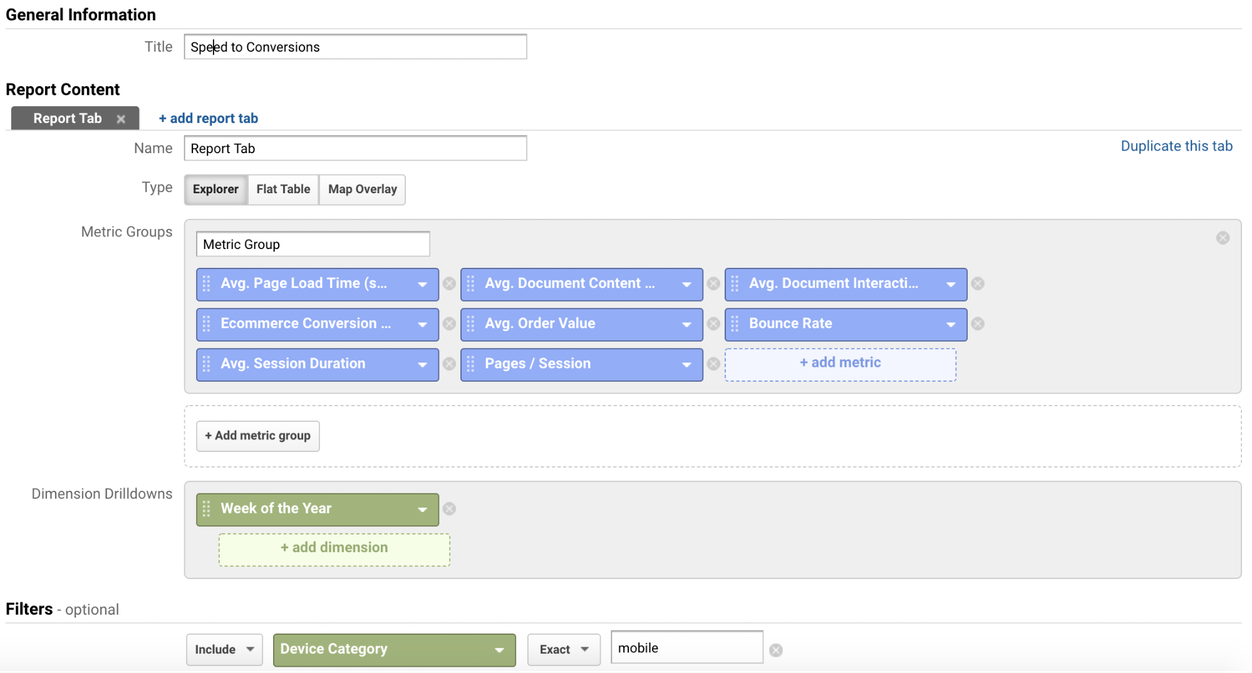 General Information
Title Speed to Conversions
Report Content
Report Tab + add report tab
Name Report Tab Duplicate this tab
Type Explorer Flat Table Map Overlay
Metric Groups
Metric Group
Avg. Page Load Time (s... Avg. Document Content ... Avg. Document Interacti...
Ecommerce Conversion ... Avg. Order Value Bounce Rate
Avg. Session Duration Pages / Session + add metric
+ Add metric group
Dimension Drilldowns
Week of the Year
+ add dimension
Filters - optional
Include Device Category Exact mobile